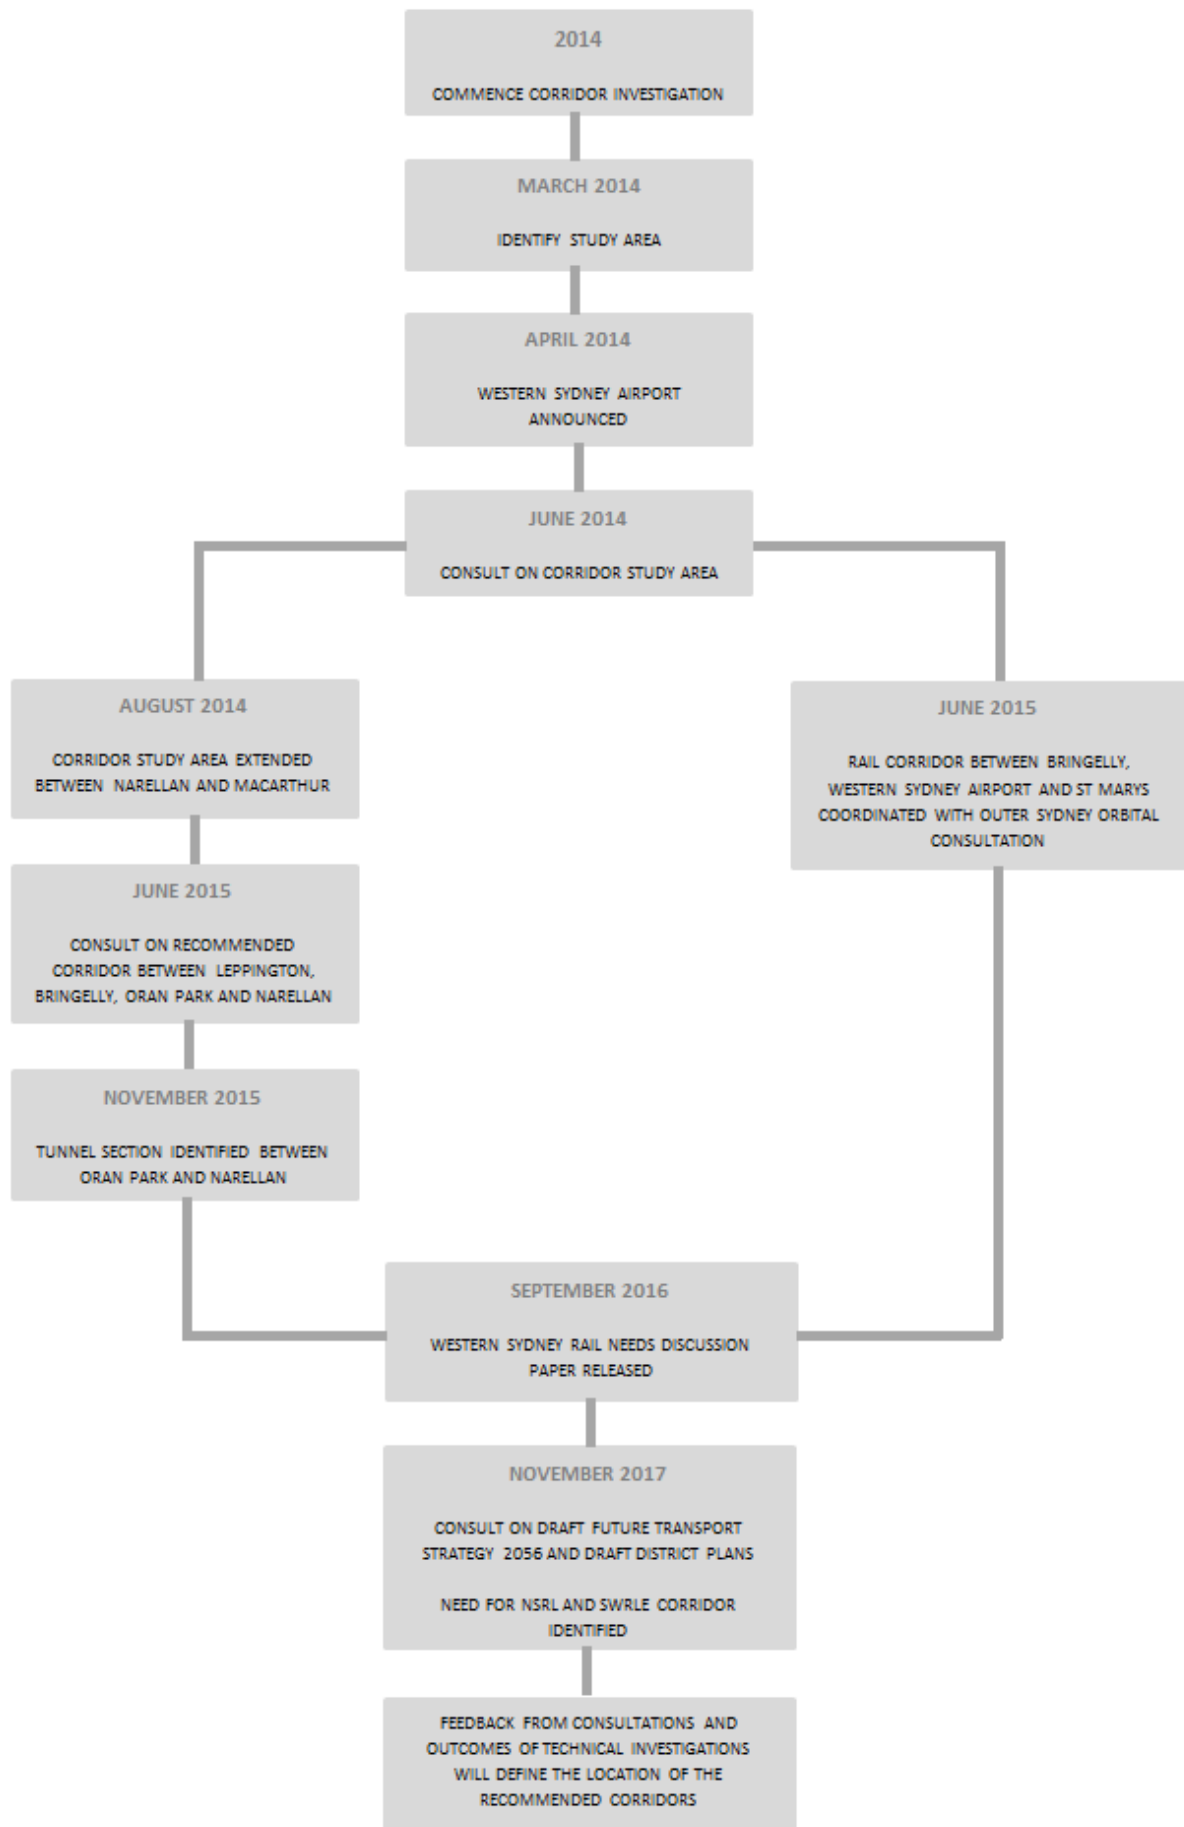 2014
COMMENCE CORRIDOR INVESTIGATION
MARCH 2014
IDENTIFY STUDY AREA
APRIL 2014
WESTERN SYDNEY AIRPORT
ANNOUNCED
JUNE 2014
CONSULT ON CORRIDOR STUDY AREA
AUGUST 2014
CORRIDOR STUDY AREA EXTENDED
BETWEEN NARELLAN AND MACARTHUR
JUNE 2015
CONSULT ON RECOMMENDED
CORRIDOR BETWEEN LEPPINGTON,
BRINGELLY, ORAN PARK AND NARELLAN
NOVEMBER 2015
TUNNEL SECTION IDENTIFIED BETWEEN
ORAN PARK AND NARELLAN
JUNE 2015
RAIL CORRIDOR BETWEEN BRINGELLY,
WESTERN SYDNEY AIRPORT AND ST MARYS
COORDINATED WITH OUTER SYDNEY ORBITAL
CONSULTATION
SEPTEMBER 2016
WESTERN SYDNEY RAIL NEEDS DISCUSSION
PAPER RELEASED
NOVEMBER 2017
CONSULT ON DRAFT FUTURE TRANSPORT
STRATEGY 2056 AND DRAFT DISTRICT PLANS
NEED FOR NSRL AND SWRLE CORRIDOR
IDENTIFIED
FEEDBACK FROM CONSULTATIONS AND
OUTCOMES OF TECHNICAL INVESTIGATIONS
WILL DEFINE THE LOCATION OF THE
RECOMMENDED CORRIDORS